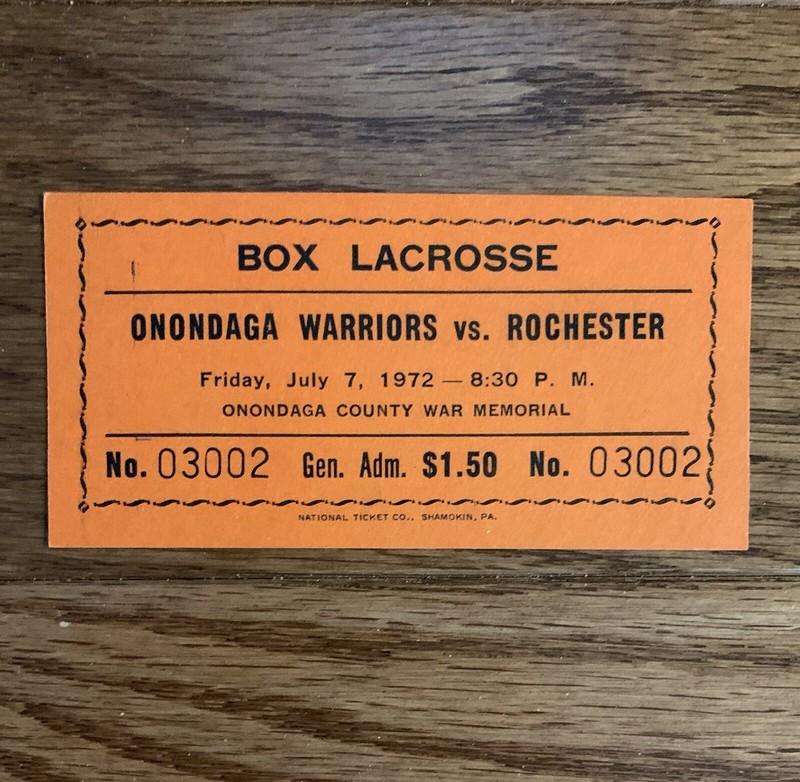 BOX LACROSSE
ONONDAGA WARRIORS vs. ROCHESTER
Friday, July 7, 1972 — 8:30 P. M.
ONONDAGA COUNTY WAR MEMORIAL
No. 03002 Gen. Adm. $1.50 No. 03002
NATIONAL TICKET CO., SHAMOKIN, PA.